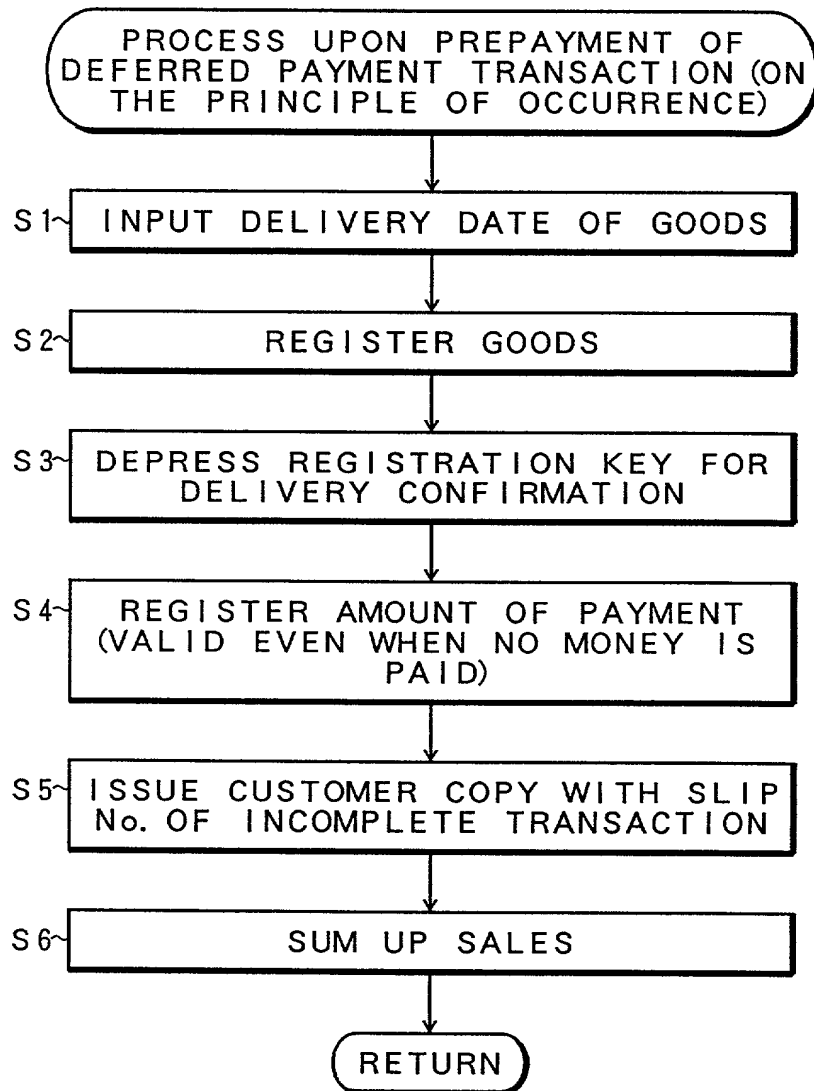 PROCESS UPON PREPAYMENT OF
DEFERRED PAYMENT TRANSACTION (ON
THE PRINCIPLE OF OCCURRENCE)
S1~ INPUT DELIVERY DATE OF GOODS
S2~ REGISTER GOODS
S3~ DEPRESS REGISTRATION KEY FOR
DELIVERY CONFIRMATION
S4~ REGISTER AMOUNT OF PAYMENT
(VALID EVEN WHEN NO MONEY IS
PAID)
S5~ ISSUE CUSTOMER COPY WITH SLIP
No. OF INCOMPLETE TRANSACTION
S6~ SUM UP SALES
RETURN